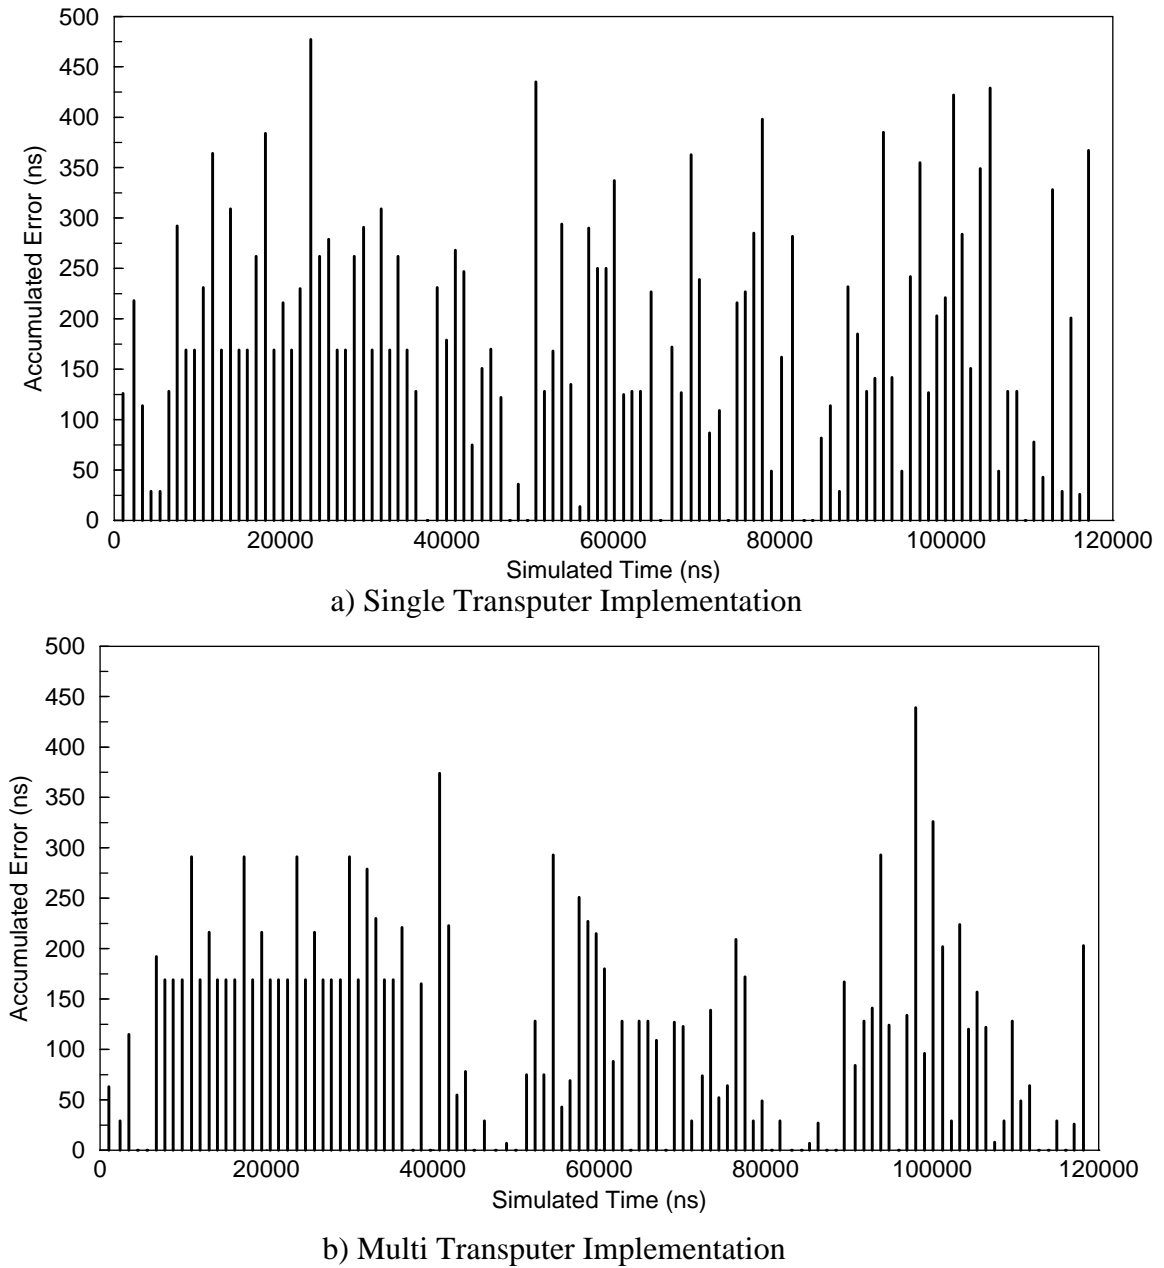 500
450
400
350
300
250
200
150
100
50
0
Accumulated Error (ns)
0 20000 40000 60000 80000 100000 120000
Simulated Time (ns)
a) Single Transputer Implementation
500
450
400
350
300
250
200
150
100
50
0
Accumulated Error (ns)
0 20000 40000 60000 80000 100000 120000
Simulated Time (ns)
b) Multi Transputer Implementation